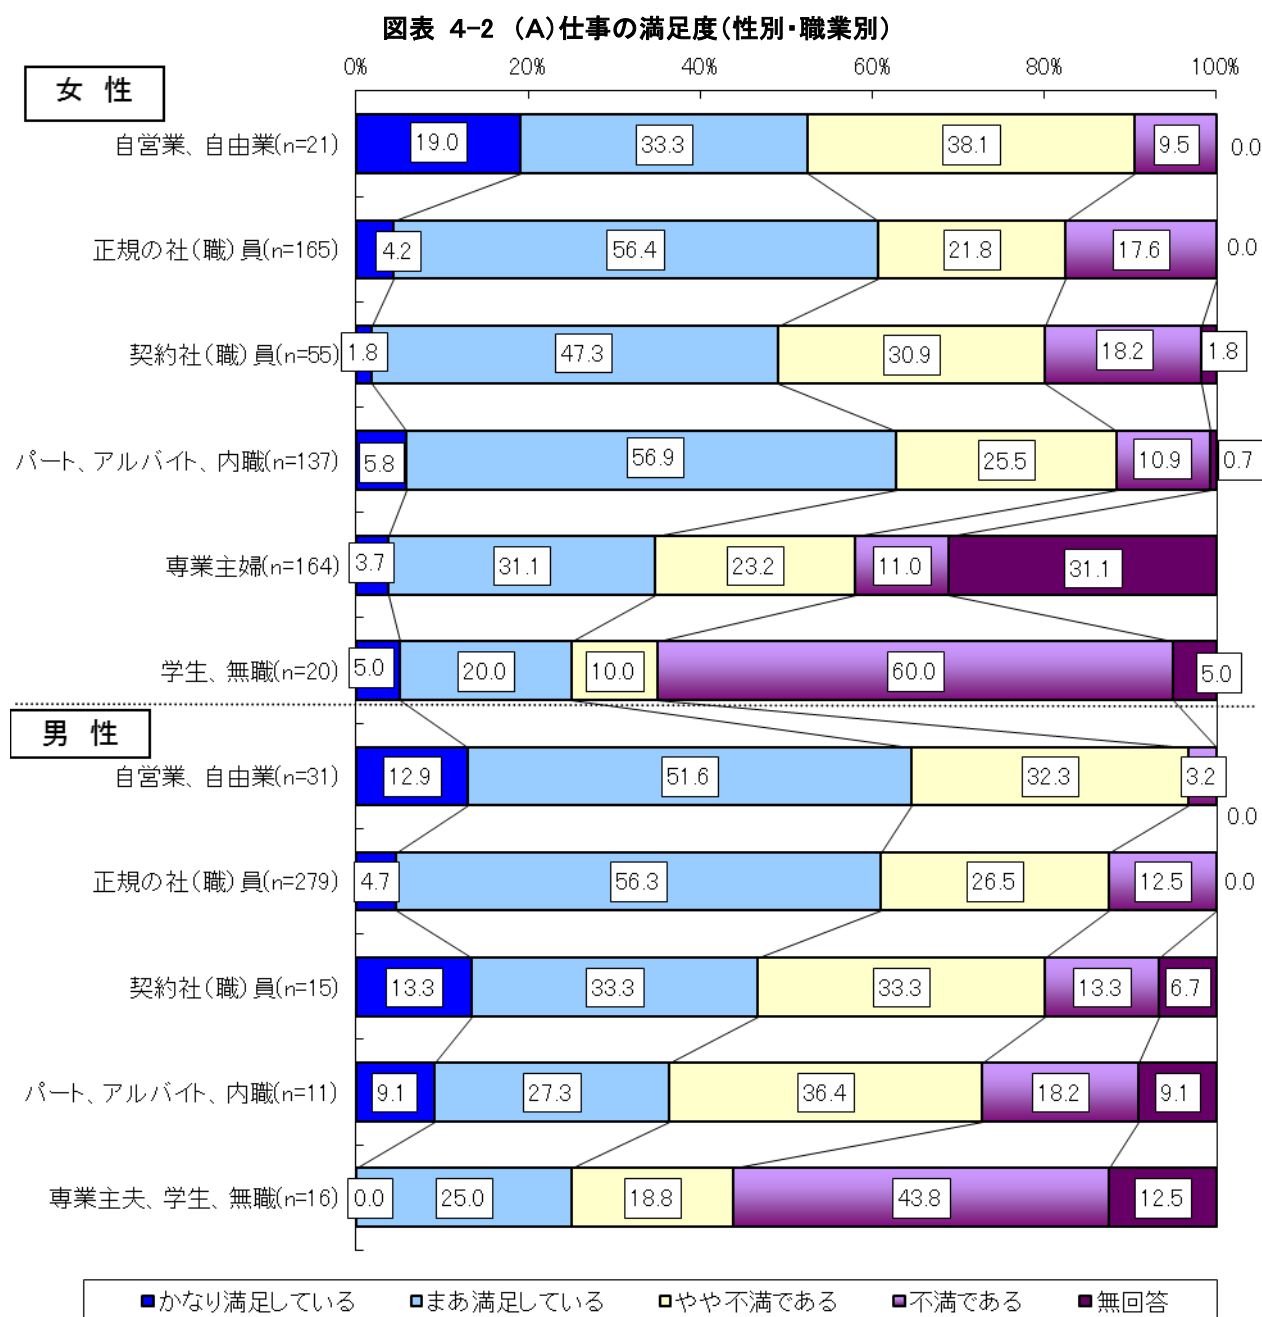 図表 4-2 (A)仕事の満足度(性別・職業別)
0% 20% 40% 60% 80% 100%
女 性
自営業、自由業(n=21) 19.0 33.3 38.1 9.5 0.0
正規の社(職)員(n=165) 4.2 56.4 21.8 17.6 0.0
契約社(職)員(n=55) 1.8 47.3 30.9 18.2 1.8
パート、アルバイト、内職(n=137) 5.8 56.9 25.5 10.9 0.7
専業主婦(n=164) 3.7 31.1 23.2 11.0 31.1
学生、無職(n=20) 5.0 20.0 10.0 60.0 5.0
男 性
自営業、自由業(n=31) 12.9 51.6 32.3 3.2 0.0
正規の社(職)員(n=279) 4.7 56.3 26.5 12.5 0.0
契約社(職)員(n=15) 13.3 33.3 33.3 13.3 6.7
パート、アルバイト、内職(n=11) 9.1 27.3 36.4 18.2 9.1
専業主夫、学生、無職(n=16) 0.0 25.0 18.8 43.8 12.5
かなり満足している まあ満足している やや不満である 不満である 無回答